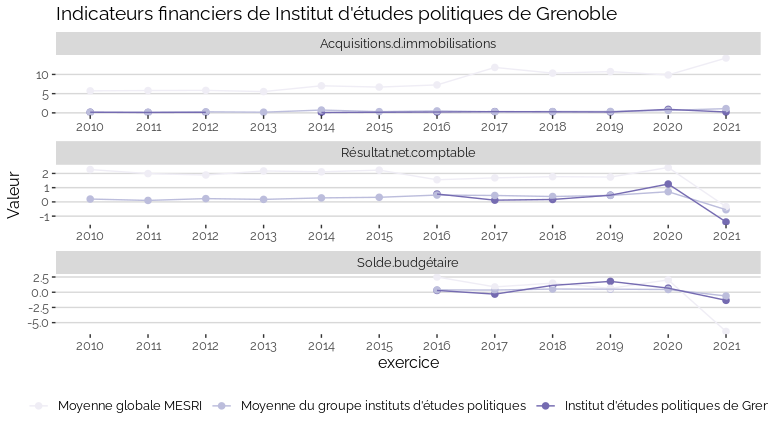 Indicateurs financiers de Institut d'études politiques de Grenoble
Acquisitions.d.immobilisations
10
5
0
2010 2011 2012 2013 2014 2015 2016 2017 2018 2019 2020 2021
Résultat.net.comptable
2
1
0
-1
2010 2011 2012 2013 2014 2015 2016 2017 2018 2019 2020 2021
Solde.budgétaire
2.5
0.0
-2.5
-5.0
2010 2011 2012 2013 2014 2015 2016 2017 2018 2019 2020 2021
Valeur
exercice
Moyenne globale MESRI Moyenne du groupe instituts d'études politiques Institut d'études politiques de Gren